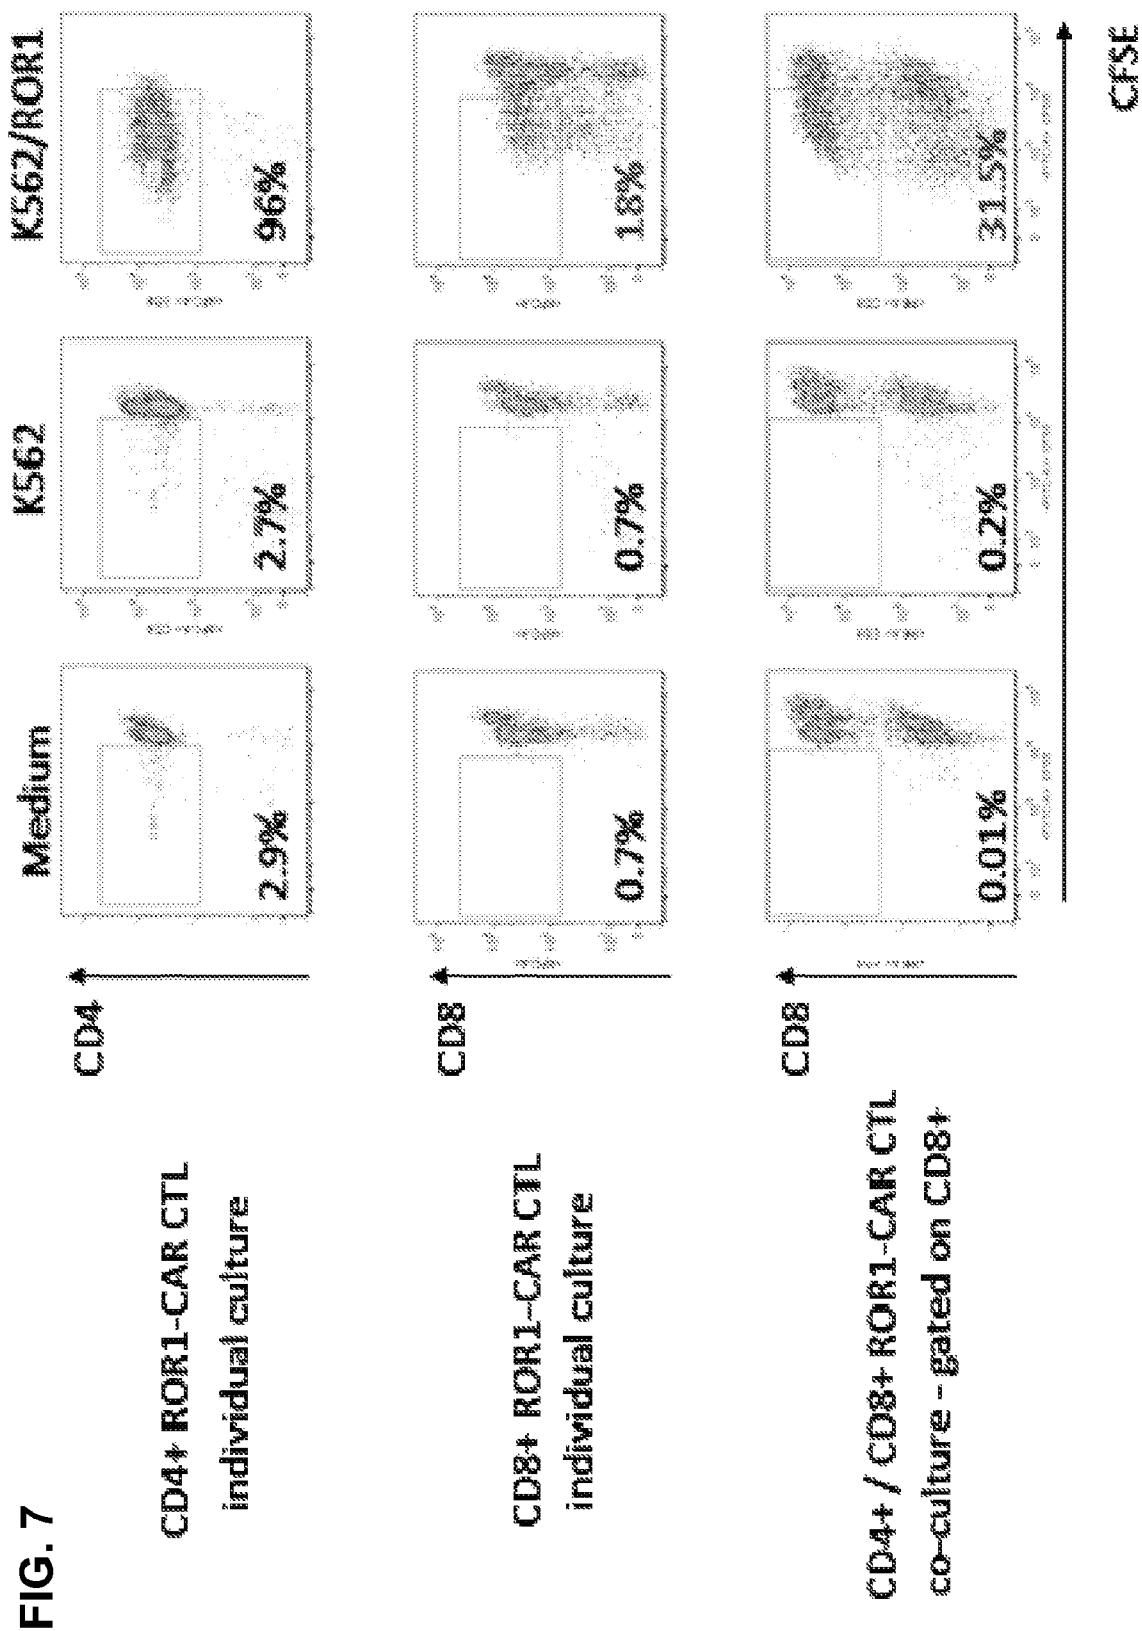 FIG. 7
Medium
K562
K562/ROR1
CD4+ ROR1-CAR CTL
individual culture
CD4
2.9%
2.7%
96%
CD8+ ROR1-CAR CTL
individual culture
CD8
0.7%
0.7%
18%
CD4+ / CD8+ ROR1-CAR CTL
co-culture - gated on CD8+
CD8
0.01%
0.2%
31.5%
CFSE